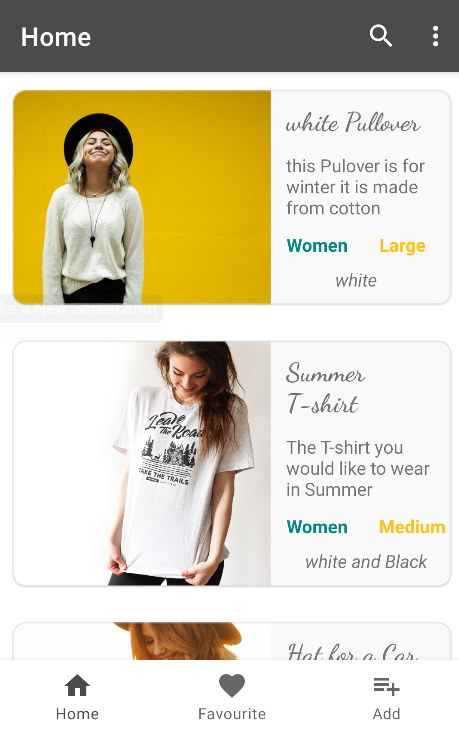 Home
white Pullover
this Pulover is for
winter it is made
from cotton
Women
Large
white
ke a New Screenshot
Summer
T-shirt
Leave
The Road
TAKE THE TRAILS
The T-shirt you
would like to wear
in Summer
Women
Medium
white and Black
Hat for a Car
Home
Favourite
Add